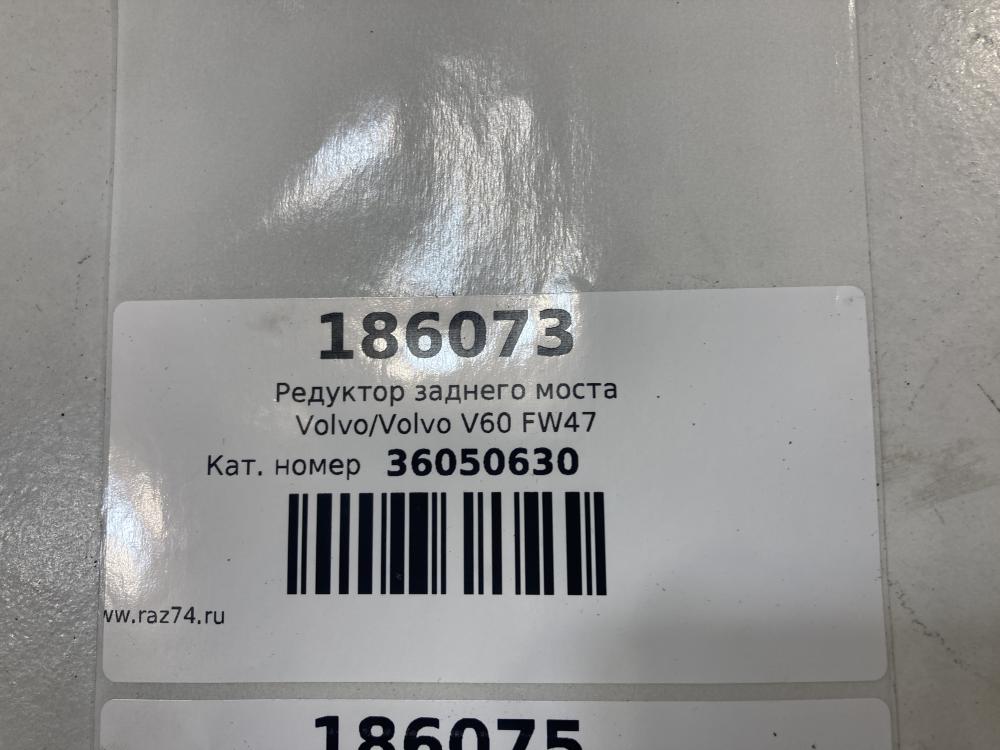 186073
Редуктор заднего моста
Volvo/Volvo V60 FW47
Кат. номер 36050630
ww.raz74.ru
186075